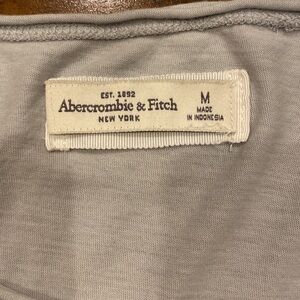 EST. 1892
Abercrombie & Fitch
NEW YORK
M
MADE
IN INDONESIA